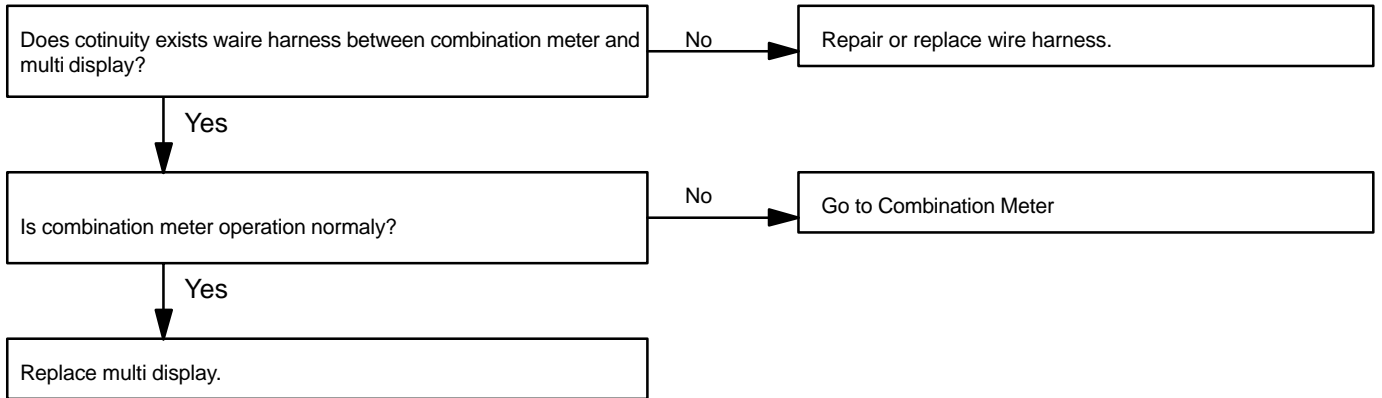 Does cotinuity exists waire harness between combination meter and
multi display?
No
Repair or replace wire harness.
Yes
Is combination meter operation normaly?
No
Go to Combination Meter
Yes
Replace multi display.